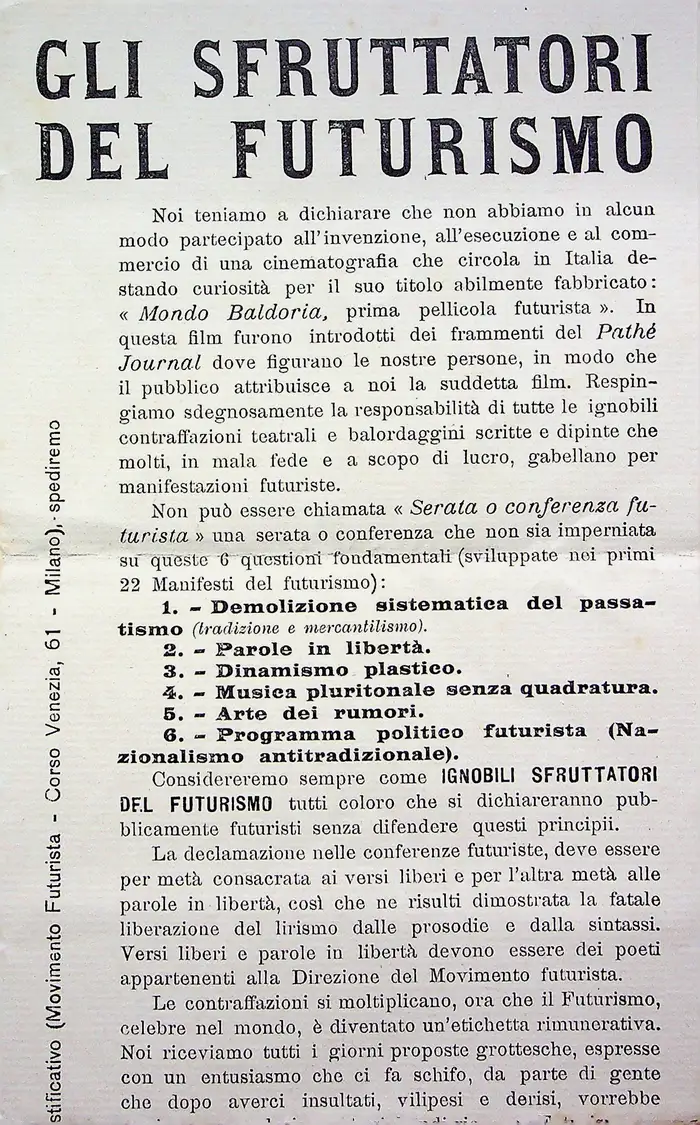 GLI SFRUTTATORI
DEL FUTURISMO
Noi teniamo a dichiarare che non abbiamo in alcun
modo partecipato all'invenzione, all'esecuzione e al com-
mercio di una cinematografia che circola in Italia de-
stando curiosità per il suo titolo abilmente fabbricato:
« Mondo Baldoria, prima pellicola futurista ». In
questa film furono introdotti dei frammenti del Pathé
Journal dove figurano le nostre persone, in modo che
il pubblico attribuisce a noi la suddetta film. Respin-
giamo sdegnosamente la responsabilità di tutte le ignobili
contraffazioni teatrali e balordaggini scritte e dipinte che
molti, in mala fede e a scopo di lucro, gabellano per
manifestazioni futuriste.
Non può essere chiamata « Serata o conferenza fu-
turista » una serata o conferenza che non sia imperniata
su queste 6 questioni fondamentali (sviluppate nei primi
22 Manifesti del futurismo):
1. - Demolizione sistematica del passa-
tismo (tradizione e mercantilismo).
2. - Parole in libertà.
3. - Dinamismo plastico.
4. - Musica pluritonale senza quadratura.
5. - Arte dei rumori.
6. - Programma politico futurista (Na-
zionalismo antitradizionale).
Considereremo sempre come IGNOBILI SFRUTTATORI
DEL FUTURISMO tutti coloro che si dichiareranno pub-
blicamente futuristi senza difendere questi principii.
La declamazione nelle conferenze futuriste, deve essere
per metà consacrata ai versi liberi e per l'altra metà alle
parole in libertà, così che ne risulti dimostrata la fatale
liberazione del lirismo dalle prosodie e dalla sintassi.
Versi liberi e parole in libertà devono essere dei poeti
appartenenti alla Direzione del Movimento futurista.
Le contraffazioni si moltiplicano, ora che il Futurismo,
celebre nel mondo, è diventato un'etichetta rimunerativa.
Noi riceviamo tutti i giorni proposte grottesche, espresse
con un entusiasmo che ci fa schifo, da parte di gente
che dopo averci insultati, vilipesi e derisi, vorrebbe
stificativo (Movimento Futurista - Corso Venezia, 61 - Milano), spediremo